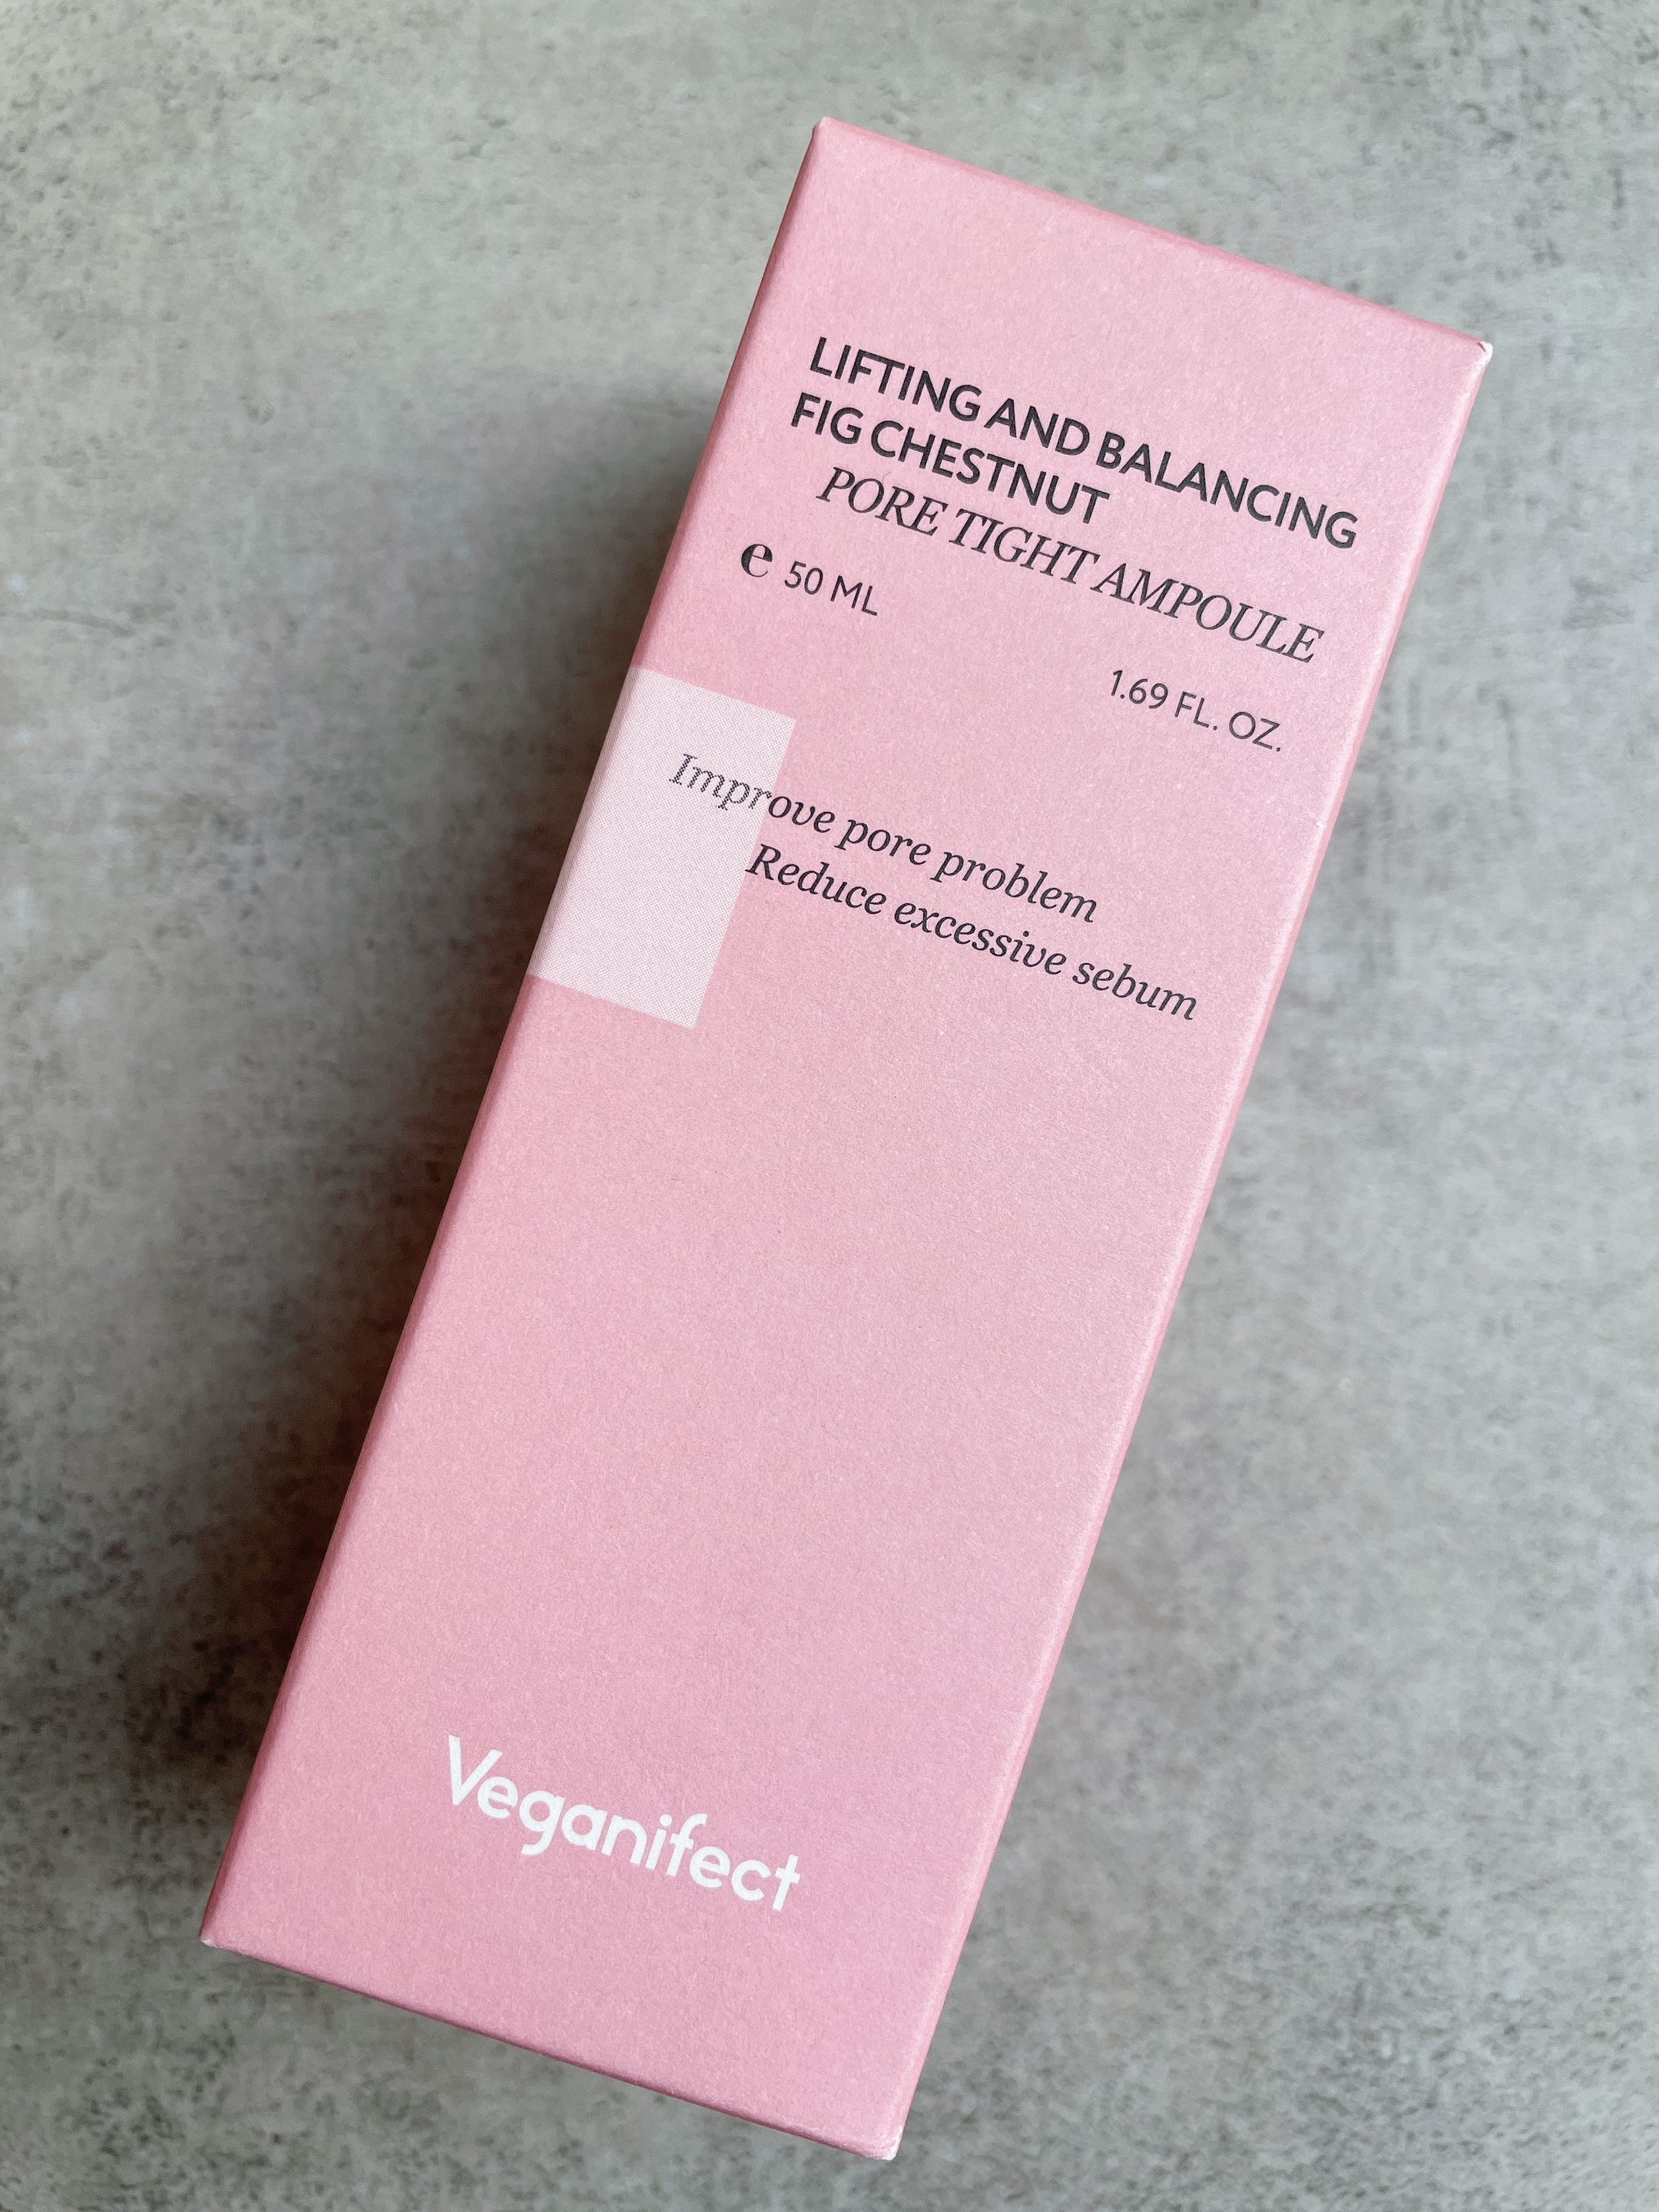 LIFTING AND BALANCING
FIG CHESTNUT
PORE TIGHT AMPOULE
e 50 ML
1.69 FL. OZ.
Improve pore problem
Reduce excessive sebum
Veganifect